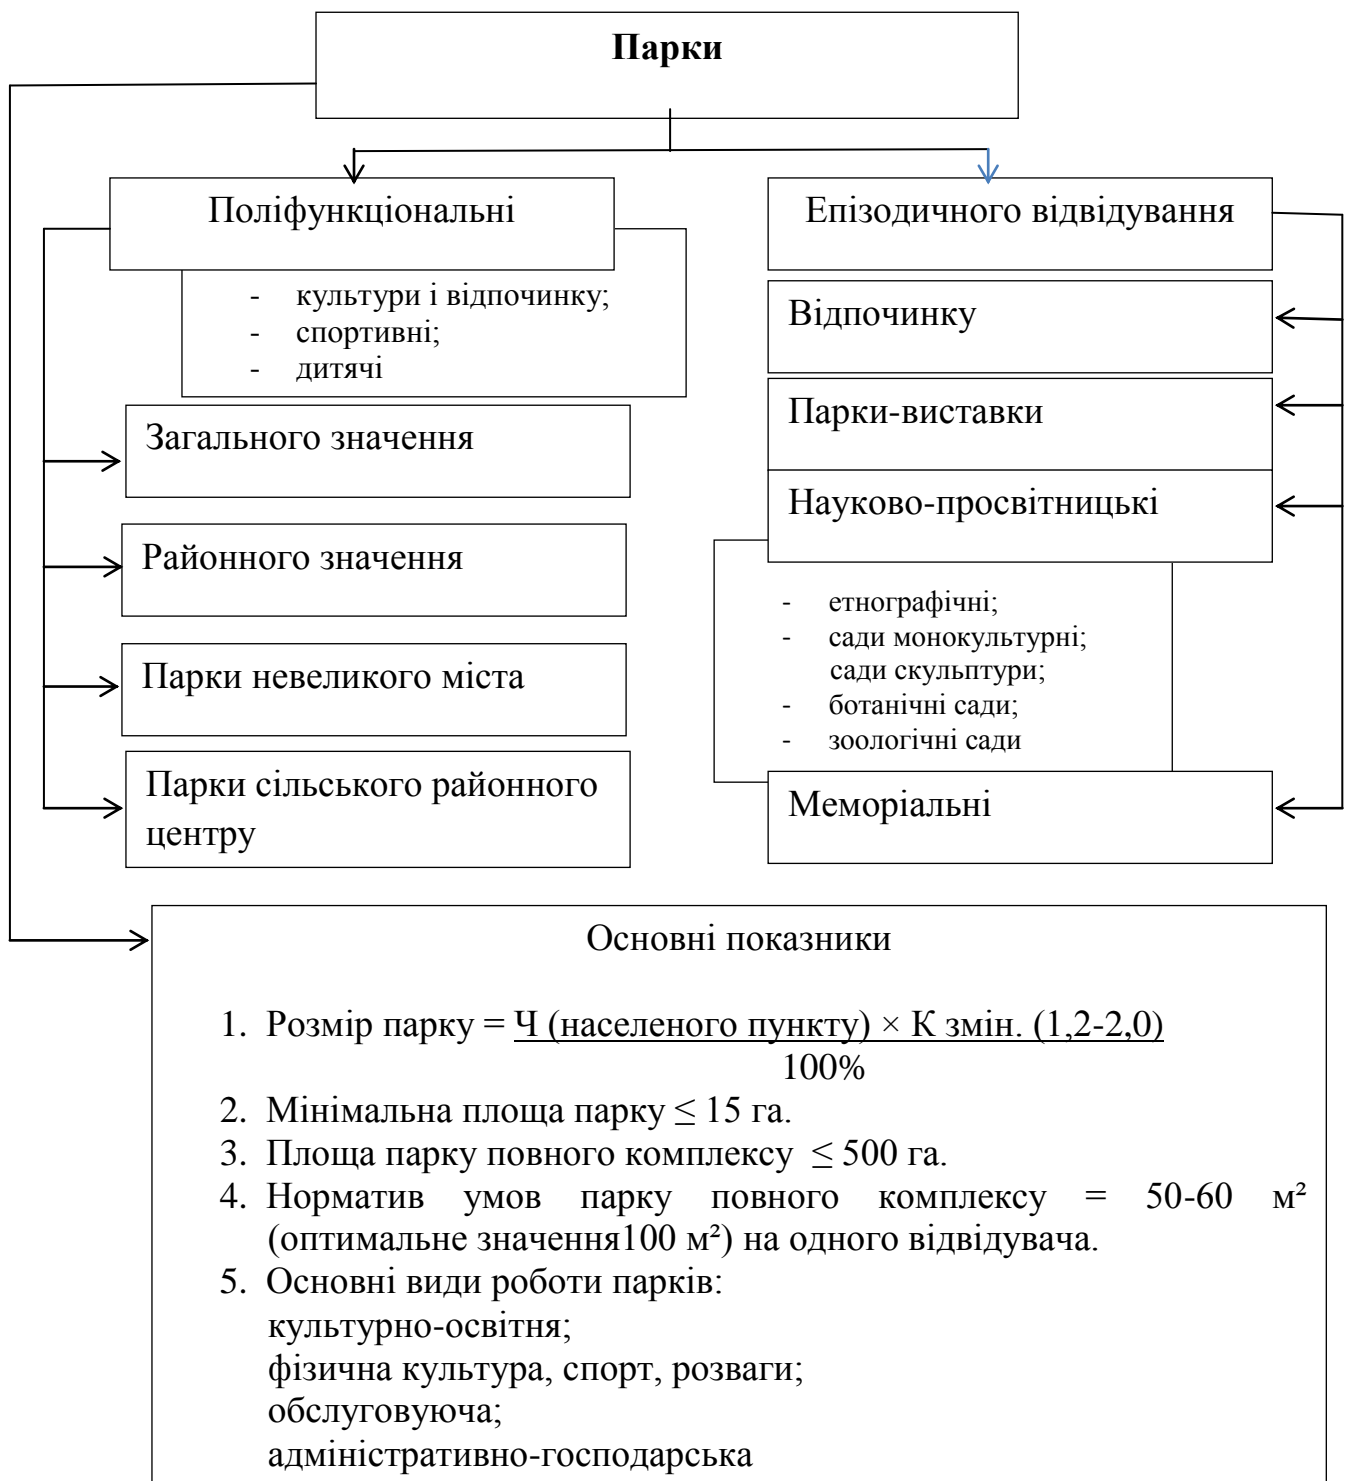 Парки
Поліфункціональні
- культури і відпочинку;
- спортивні;
- дитячі
Загального значення
Районного значення
Парки невеликого міста
Парки сільського районного
центру
Епізодичного відвідування
Відпочинку
Парки-виставки
Науково-просвітницькі
- етнографічні;
- сади монокультурні;
сади скульптури;
- ботанічні сади;
- зоологічні сади
Меморіальні
Основні показники
1. Розмір парку = Ч (населеного пункту) × К змін. (1,2-2,0)
100%
2. Мінімальна площа парку ≤ 15 га.
3. Площа парку повного комплексу ≤ 500 га.
4. Норматив умов парку повного комплексу = 50-60 м²
(оптимальне значення100 м²) на одного відвідувача.
5. Основні види роботи парків:
культурно-освітня;
фізична культура, спорт, розваги;
обслуговуюча;
адміністративно-господарська